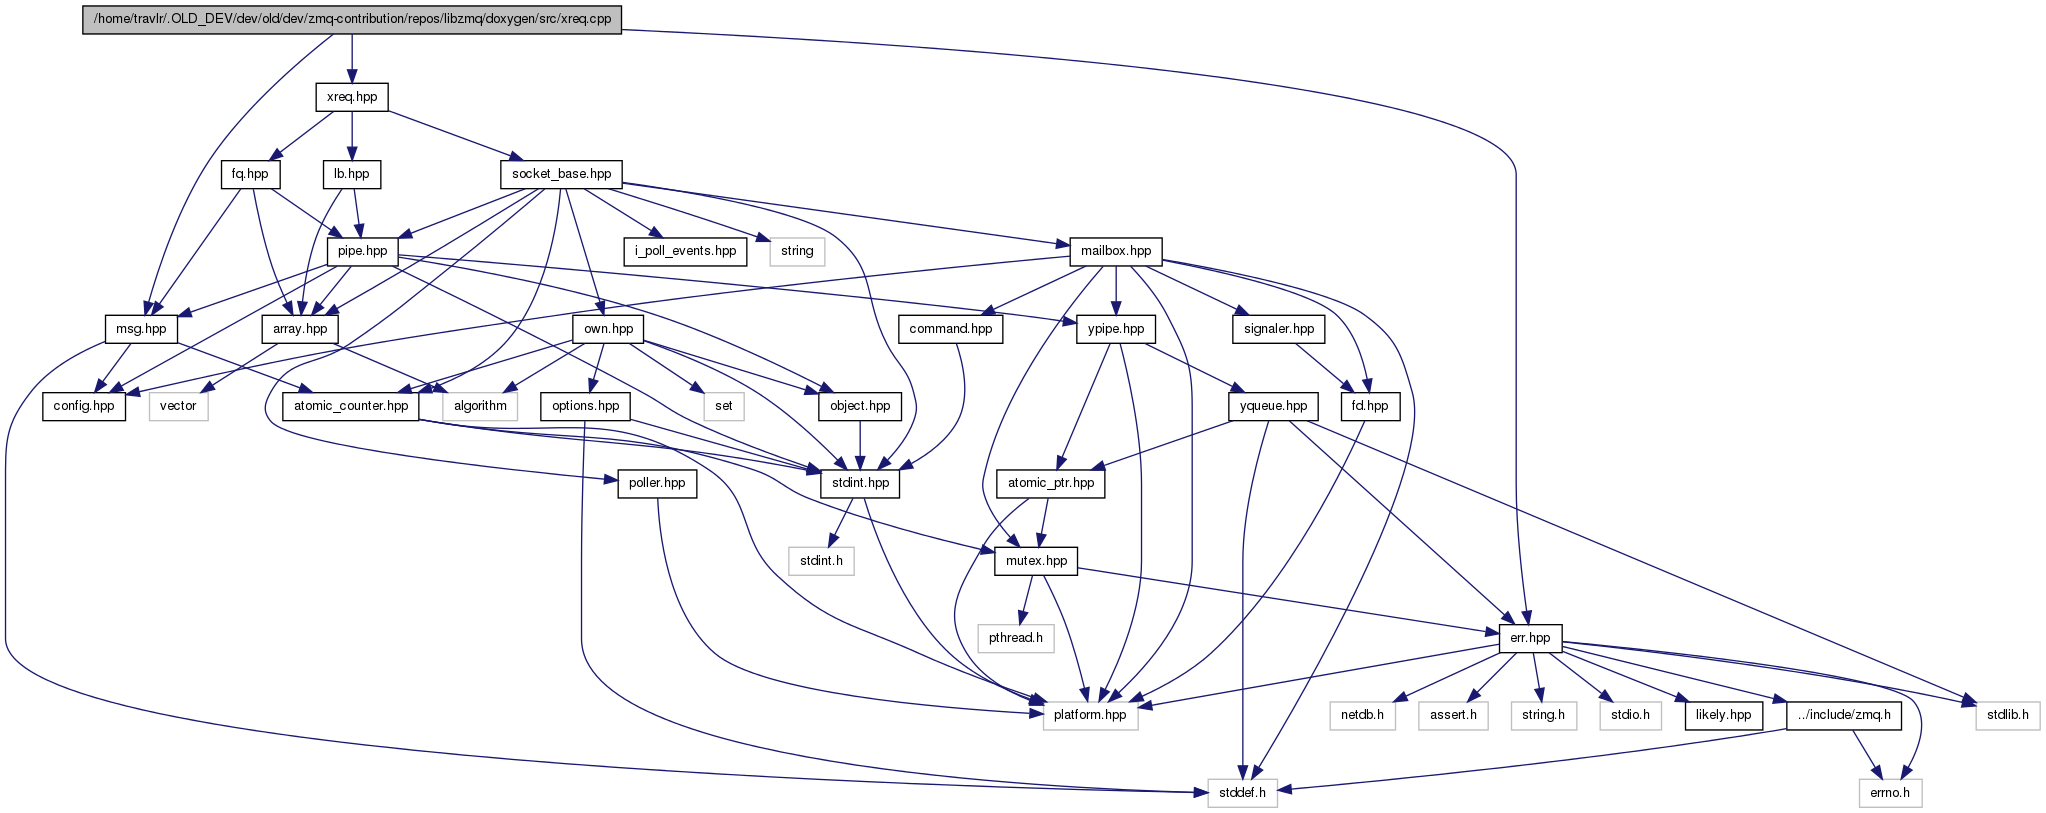 /home/travlr/.OLD_DEV/dev/old/dev/zmq-contribution/repos/libzmq/doxygen/src/xreq.cpp
xreq.hpp
fq.hpp
lb.hpp
socket_base.hpp
pipe.hpp
i_poll_events.hpp
string
mailbox.hpp
msg.hpp
array.hpp
own.hpp
command.hpp
ypipe.hpp
signaler.hpp
config.hpp
vector
atomic_counter.hpp
algorithm
options.hpp
set
object.hpp
yqueue.hpp
fd.hpp
poller.hpp
stdint.hpp
atomic_ptr.hpp
stdint.h
mutex.hpp
pthread.h
err.hpp
platform.hpp
netdb.h
assert.h
string.h
stdio.h
likely.hpp
../include/zmq.h
stdlib.h
stddef.h
errno.h